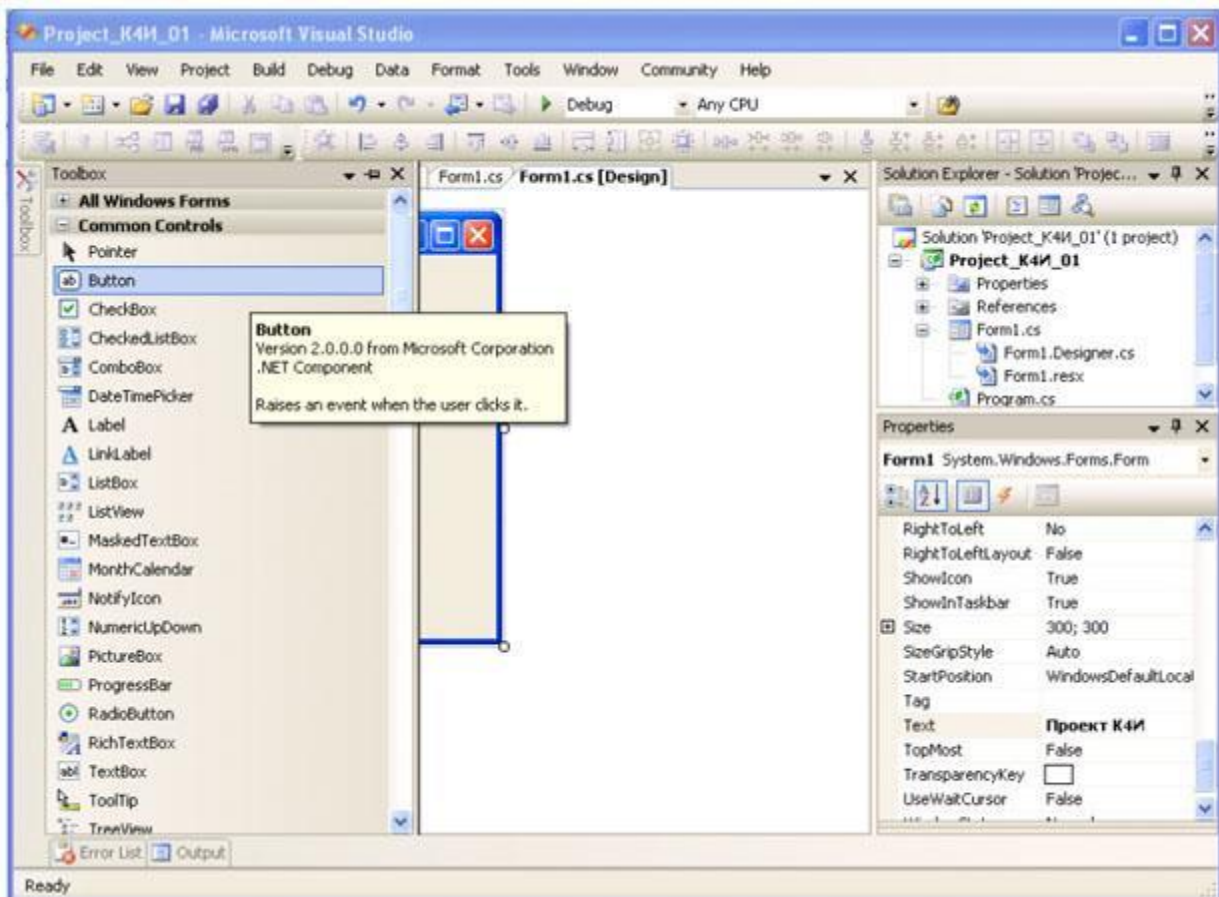 Project_К4И_01 - Microsoft Visual Studio
File Edit View Project Build Debug Data Format Tools Window Community Help
Debug Any CPU
Toolbox
Toolbox
All Windows Forms
Common Controls
Pointer
Button
CheckBox
CheckedListBox
ComboBox
DateTimePicker
Label
LinkLabel
ListBox
ListView
MaskedTextBox
MonthCalendar
NotifyIcon
NumericUpDown
PictureBox
ProgressBar
RadioButton
RichTextBox
TextBox
ToolTip
TreeView
Button
Version 2.0.0.0 from Microsoft Corporation
.NET Component
Raises an event when the user clicks it.
Form1.cs Form1.cs [Design]
Solution Explorer - Solution 'Projec...
Solution 'Project_К4И_01' (1 project)
Project_К4И_01
Properties
References
Form1.cs
Form1.Designer.cs
Form1.resx
Program.cs
Properties
Form1 System.Windows.Forms.Form
RightToLeft No
RightToLeftLayout False
ShowIcon True
ShowInTaskbar True
Size 300; 300
SizeGripStyle Auto
StartPosition WindowsDefaultLocal
Tag
Text Проект К4И
TopMost False
TransparencyKey
UseWaitCursor False
Error List Output
Ready